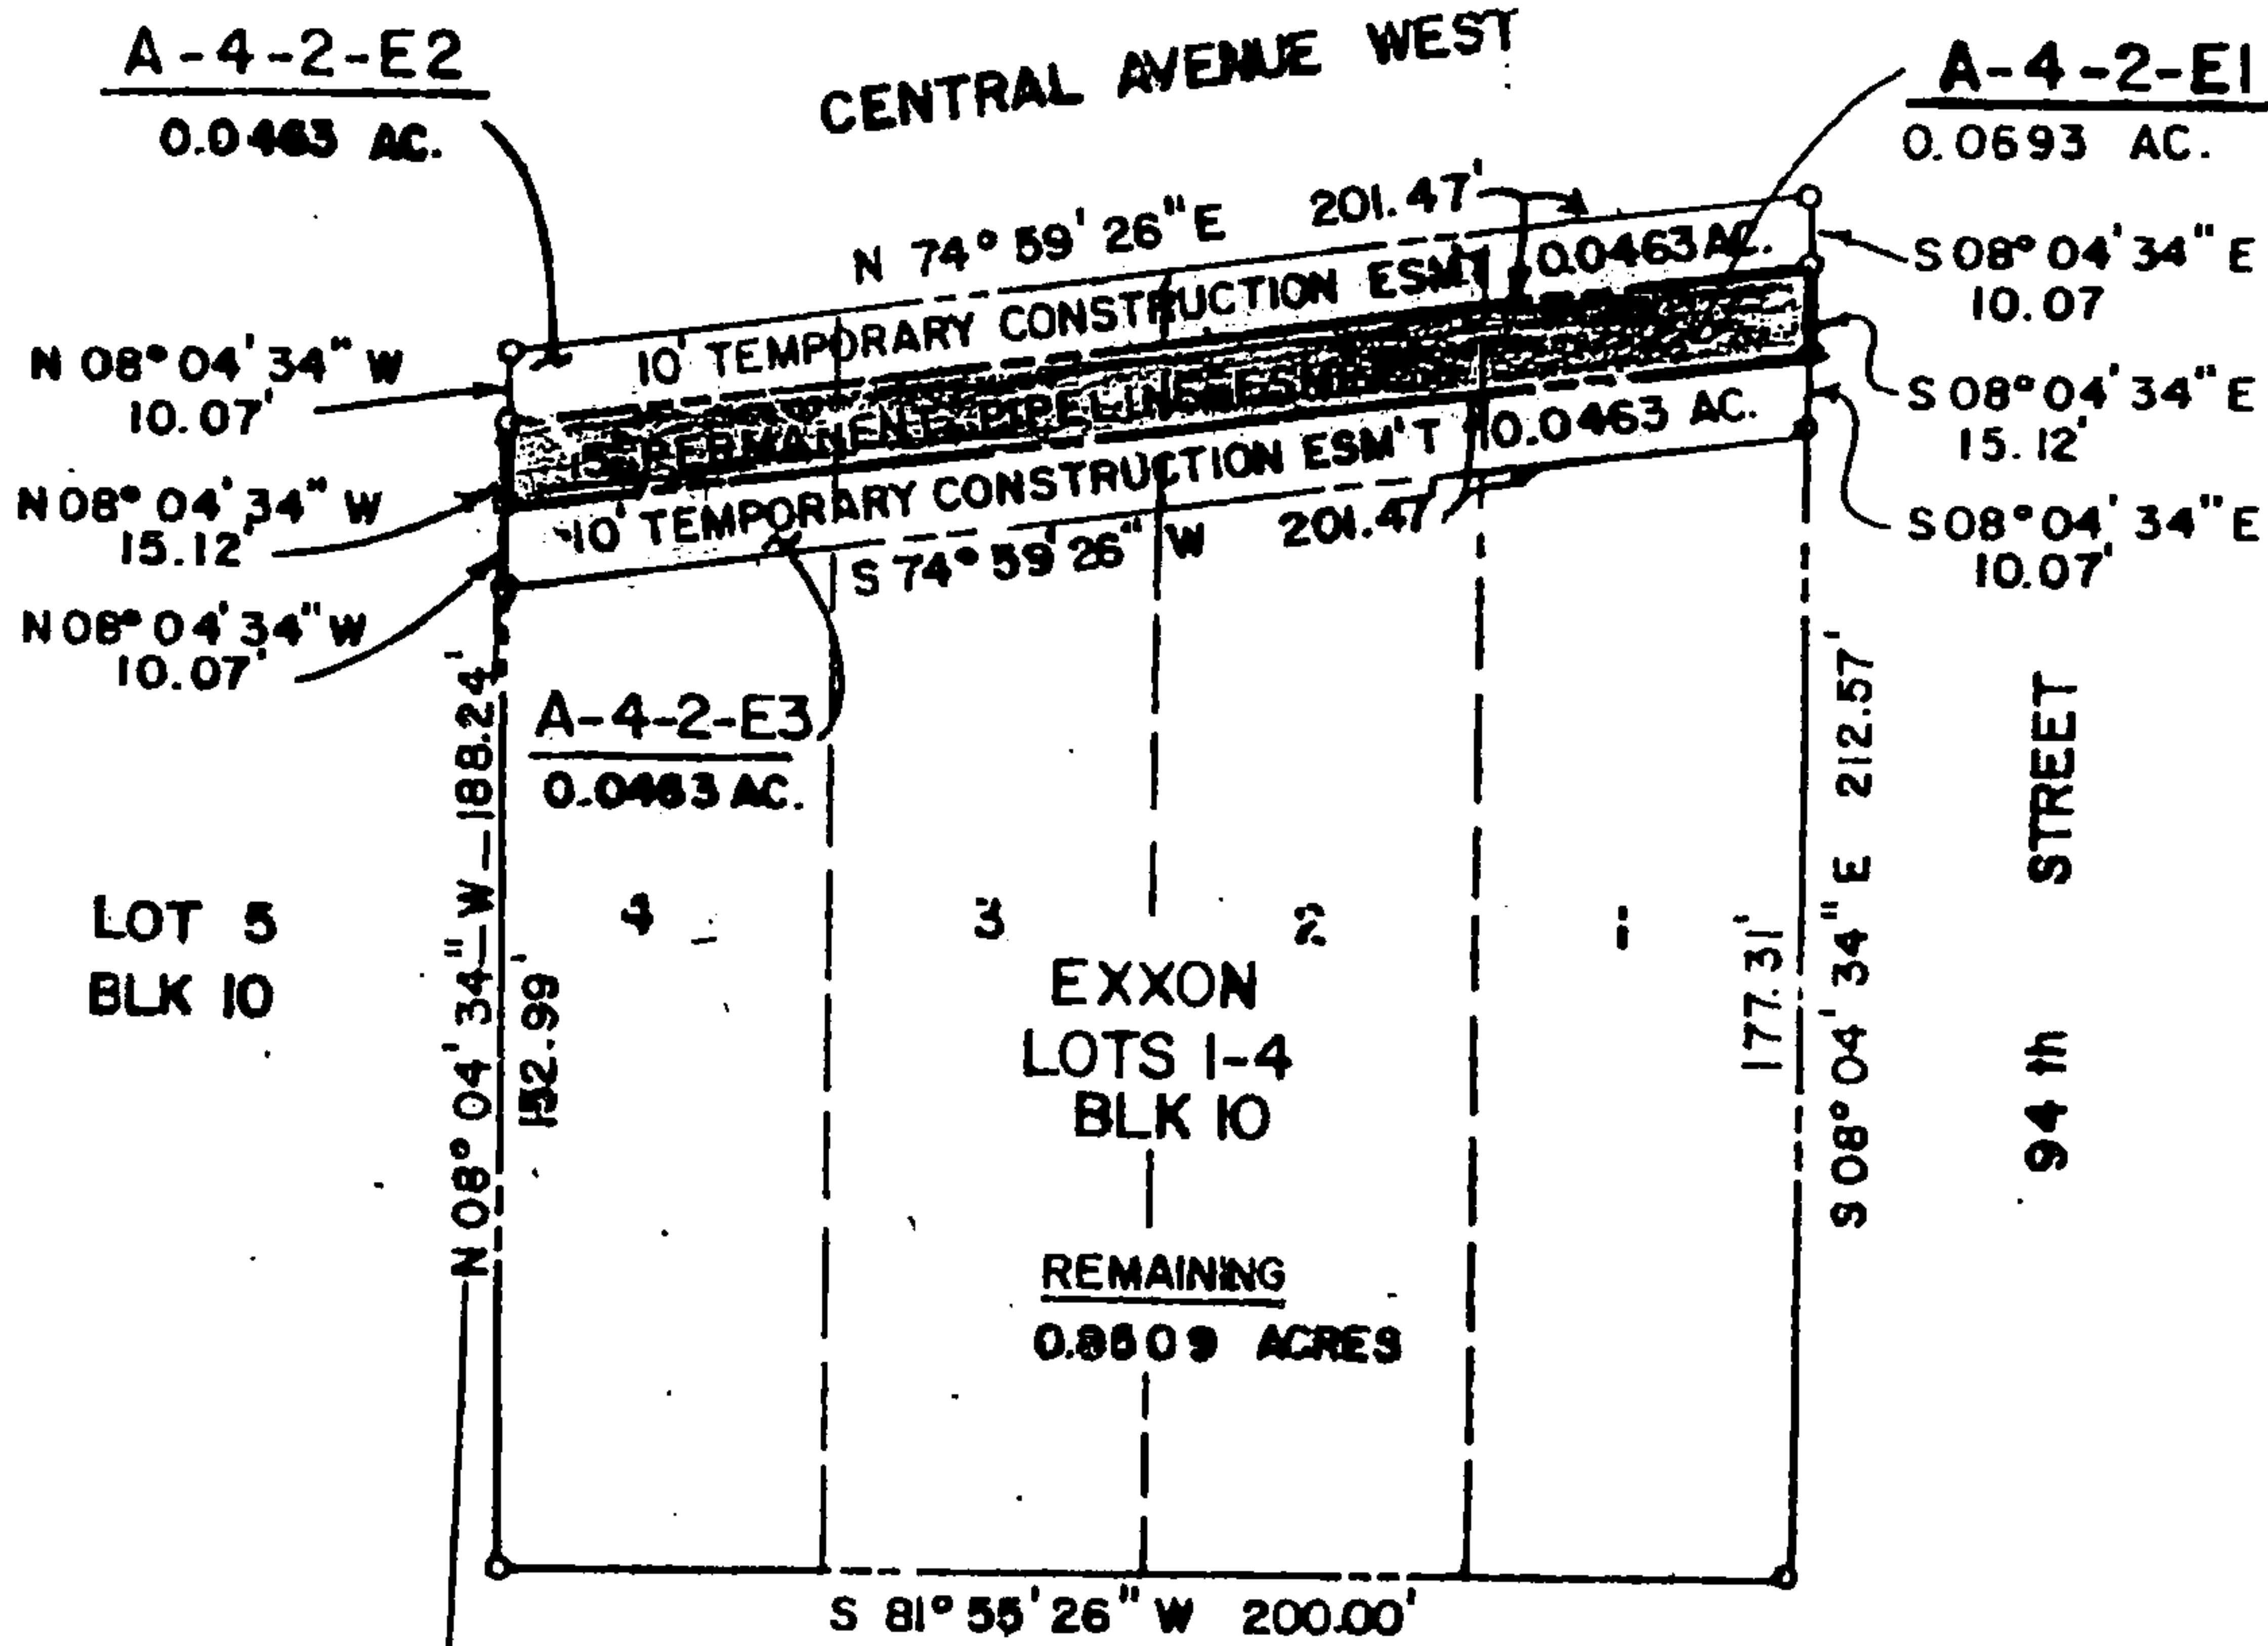 A-4-2-E2
0.0463 AC.
CENTRAL AVENUE WEST
A-4-2-E1
0.0693 AC.
N 74° 59' 26" E 201.47'
S 08° 04' 34" E
10.07
10' TEMPORARY CONSTRUCTION ESM'T 0.0463 AC.
N 08° 04' 34" W
10.07'
S 08° 04' 34" E
15.12'
PERMANENT PIPELINE
N 08° 04' 34" W
15.12'
10' TEMPORARY CONSTRUCTION ESM'T 0.0463 AC.
S 08° 04' 34" E
10.07'
S 74° 59' 26" W 201.47'
N 08° 04' 34" W
10.07'
A-4-2-E3
0.0463 AC.
N 08° 04' 34" W - 188.24'
152.99'
S 08° 04' 34" E 212.57'
177.31'
94 th STREET
LOT 5
BLK 10
4 3 2 1
EXXON
LOTS 1-4
BLK 10
REMAINING
ACRES
S 81° 55' 26" W 200.00'